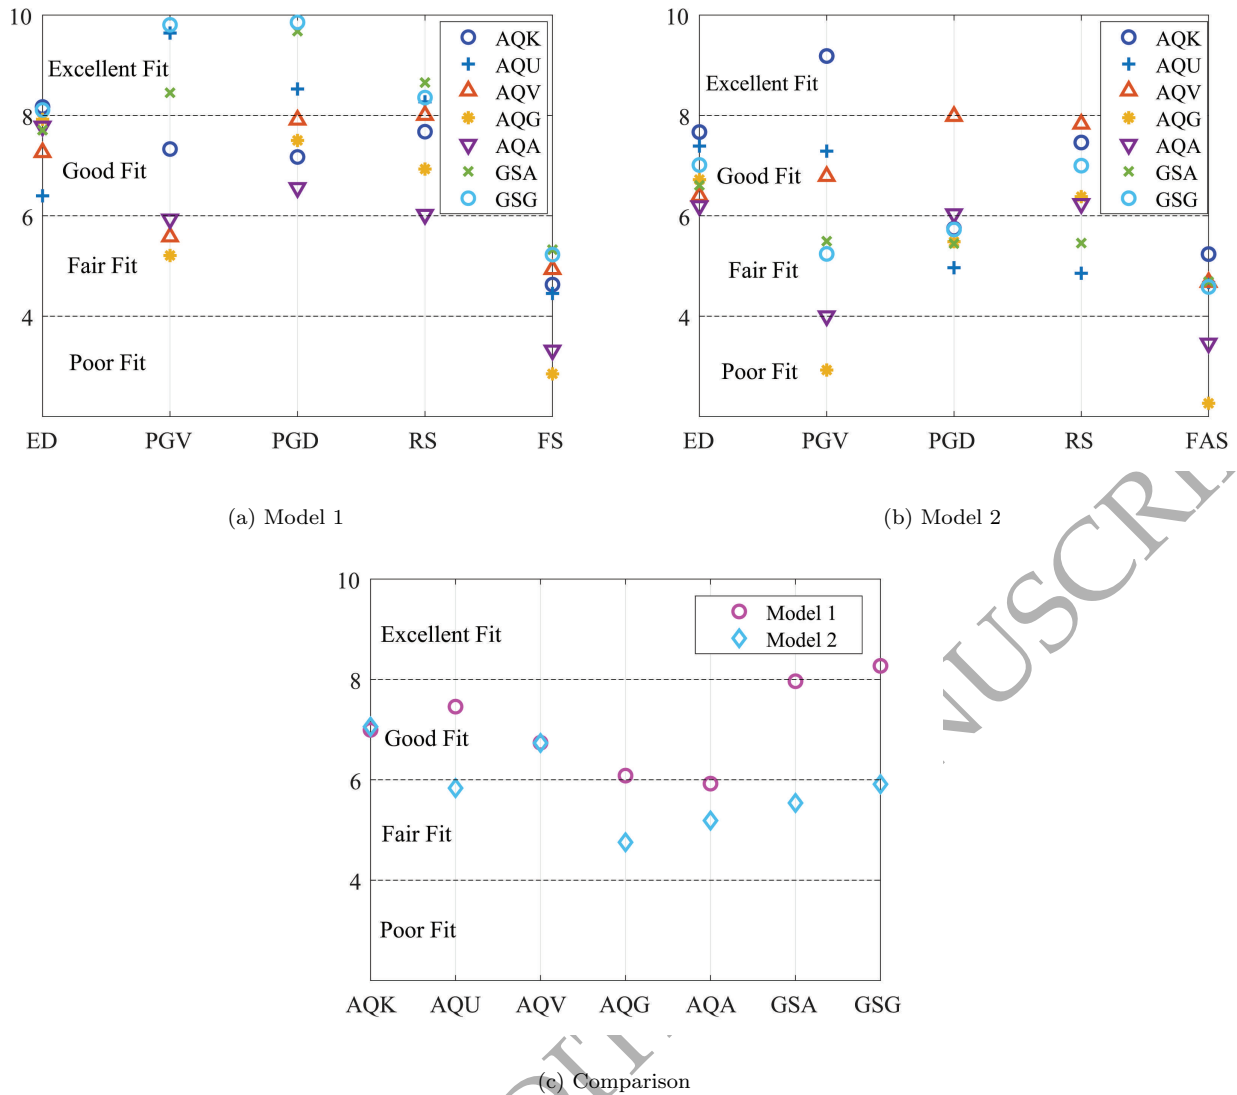 10
8
6
4
Excellent Fit
Good Fit
Fair Fit
Poor Fit
AQK
AQU
AQV
AQG
AQA
GSA
GSG
ED PGV PGD RS FS
(a) Model 1
10
8
6
4
Excellent Fit
Good Fit
Fair Fit
Poor Fit
AQK
AQU
AQV
AQG
AQA
GSA
GSG
ED PGV PGD RS FAS
(b) Model 2
10
8
6
4
Excellent Fit
Good Fit
Fair Fit
Poor Fit
Model 1
Model 2
AQK AQU AQV AQG AQA GSA GSG
(c) Comparison